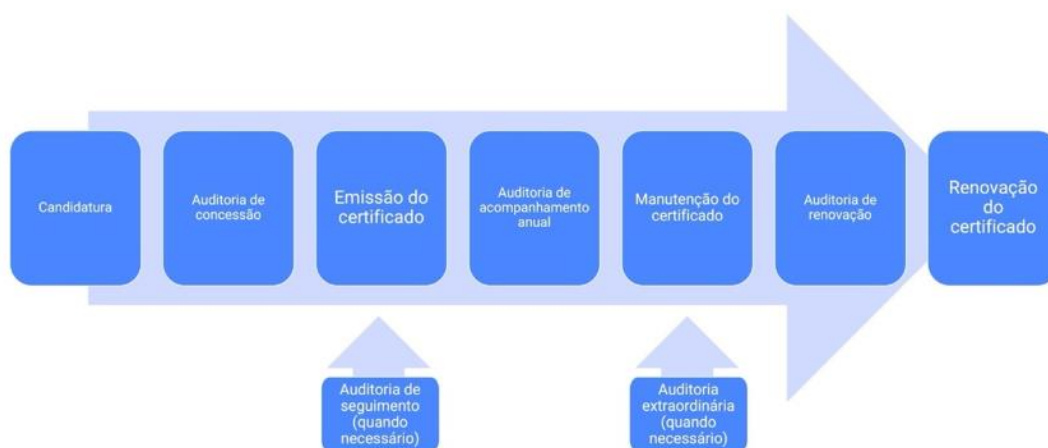 Candidatura
Auditoria de
concessão
Emissão do
certificado
Auditoria de
acompanhamento
anual
Manutenção do
certificado
Auditoria de
renovação
Renovação
do
certificado
Auditoria de
seguimento
(quando
necessário)
Auditoria
extraordinária
(quando
necessário)